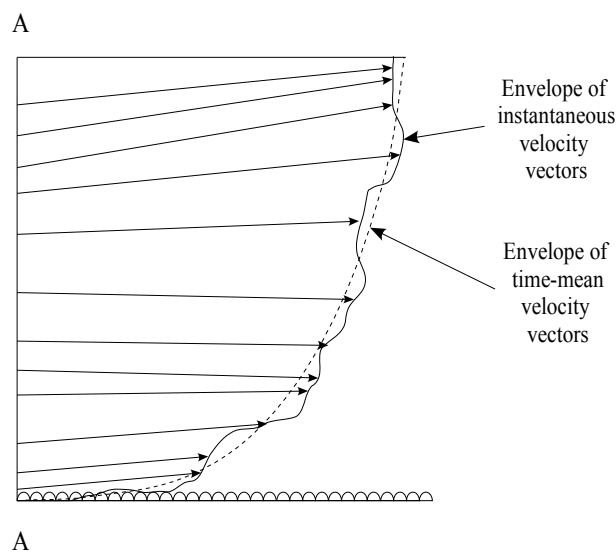 A
Envelope of
instantaneous
velocity
vectors
Envelope of
time-mean
velocity
vectors
A